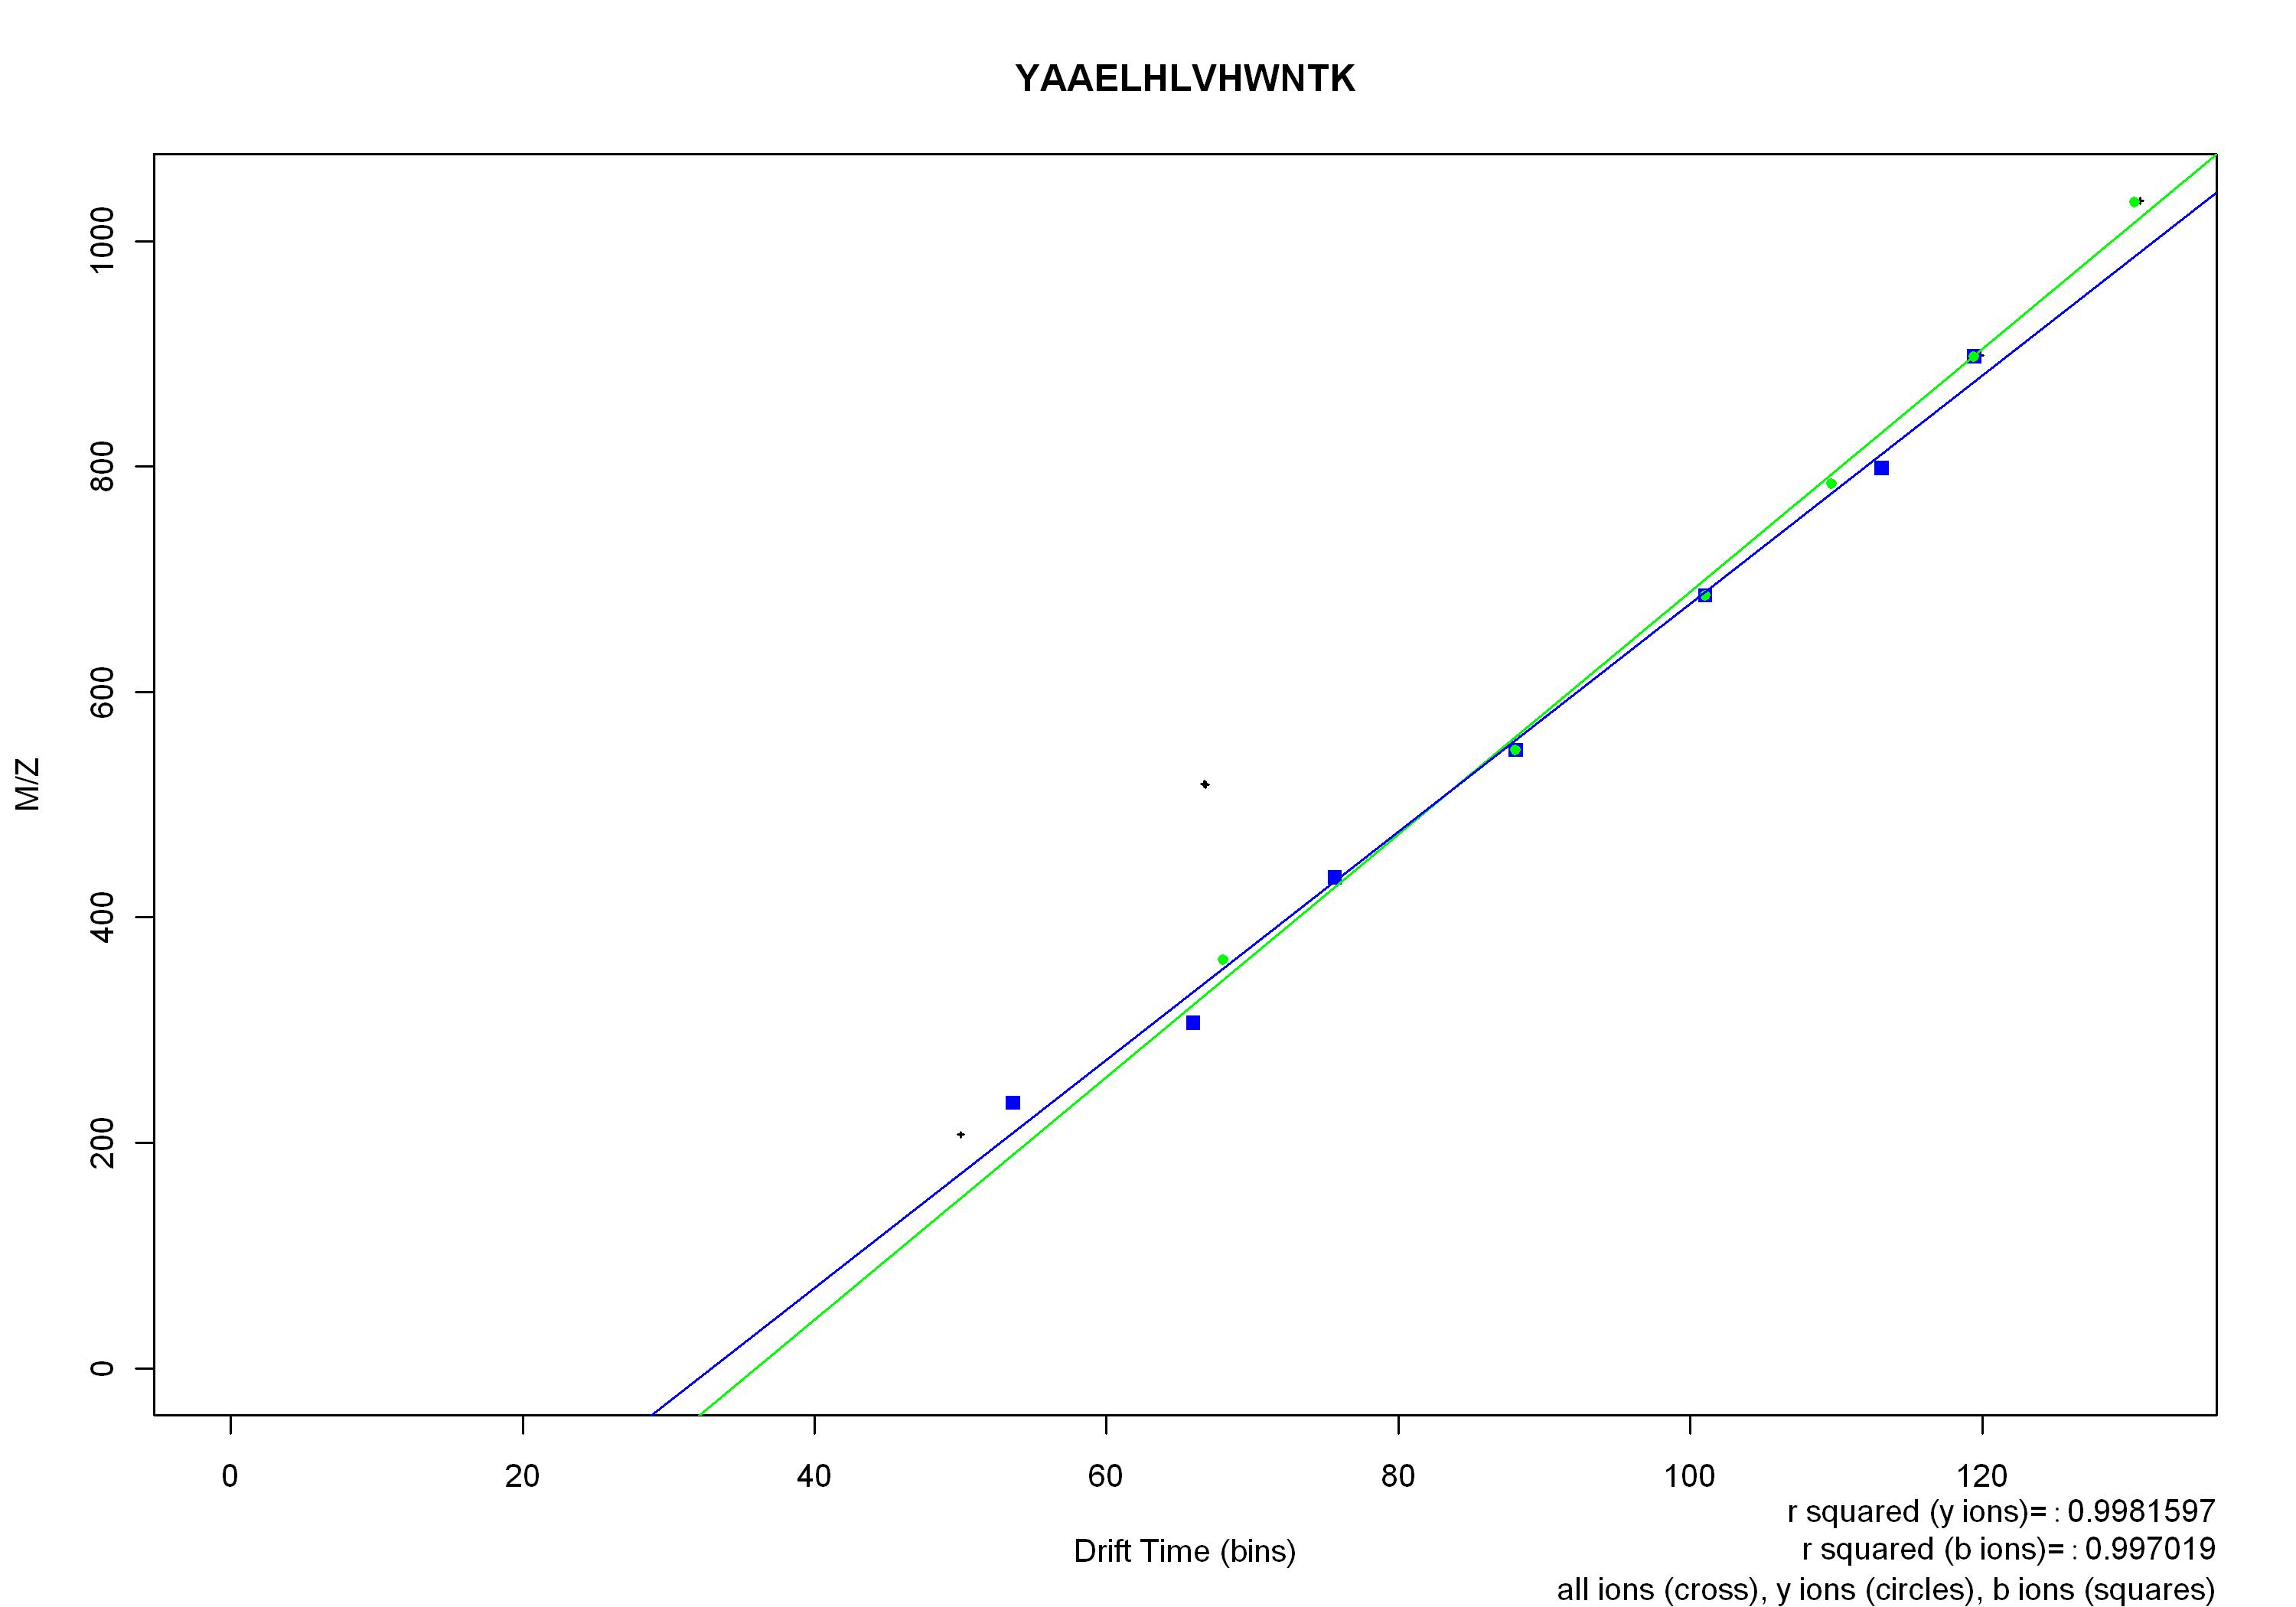 YAAELHLVHWNTK
1000
800
600
400
200
0
M/Z
0 20 40 60 80 100 120
Drift Time (bins)
r squared (y ions)= : 0.9981597
r squared (b ions)= : 0.997019
all ions (cross), y ions (circles), b ions (squares)